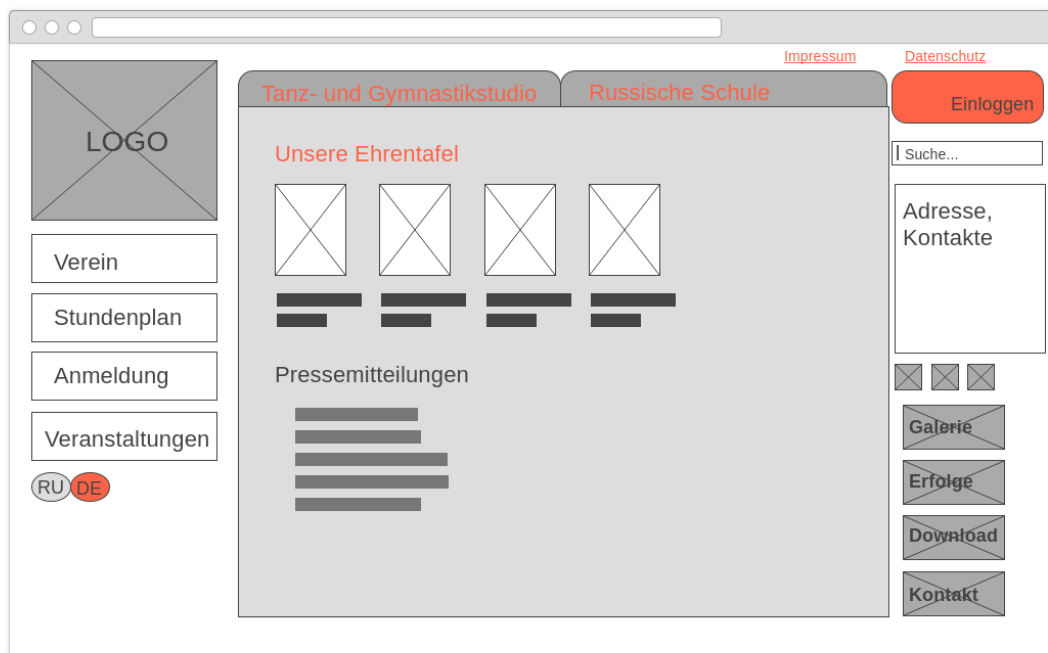 Impressum
Datenschutz
LOGO
Tanz- und Gymnastikstudio
Russische Schule
Einloggen
Suche...
Unsere Ehrentafel
Adresse,
Kontakte
Verein
Stundenplan
Anmeldung
Veranstaltungen
RU
DE
Pressemitteilungen
Galerie
Erfolge
Download
Kontakt